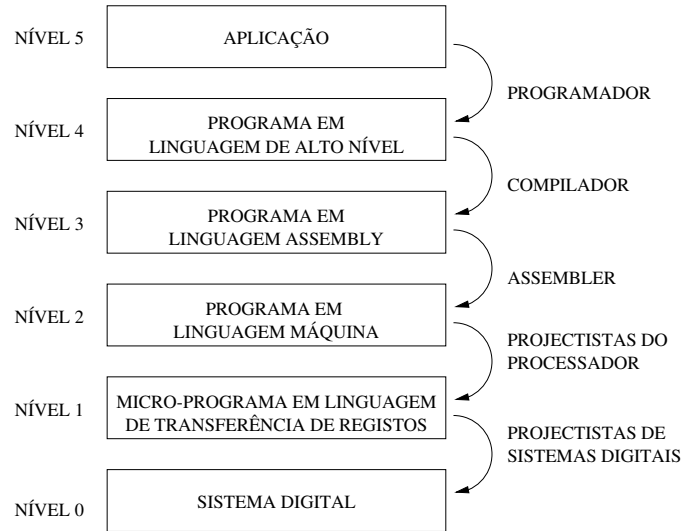 NÍVEL 5
APLICAÇÃO
PROGRAMADOR
NÍVEL 4
PROGRAMA EM
LINGUAGEM DE ALTO NÍVEL
COMPILADOR
NÍVEL 3
PROGRAMA EM
LINGUAGEM ASSEMBLY
ASSEMBLER
NÍVEL 2
PROGRAMA EM
LINGUAGEM MÁQUINA
PROJECTISTAS DO
PROCESSADOR
NÍVEL 1
MICRO-PROGRAMA EM LINGUAGEM
DE TRANSFERÊNCIA DE REGISTOS
PROJECTISTAS DE
SISTEMAS DIGITAIS
NÍVEL 0
SISTEMA DIGITAL